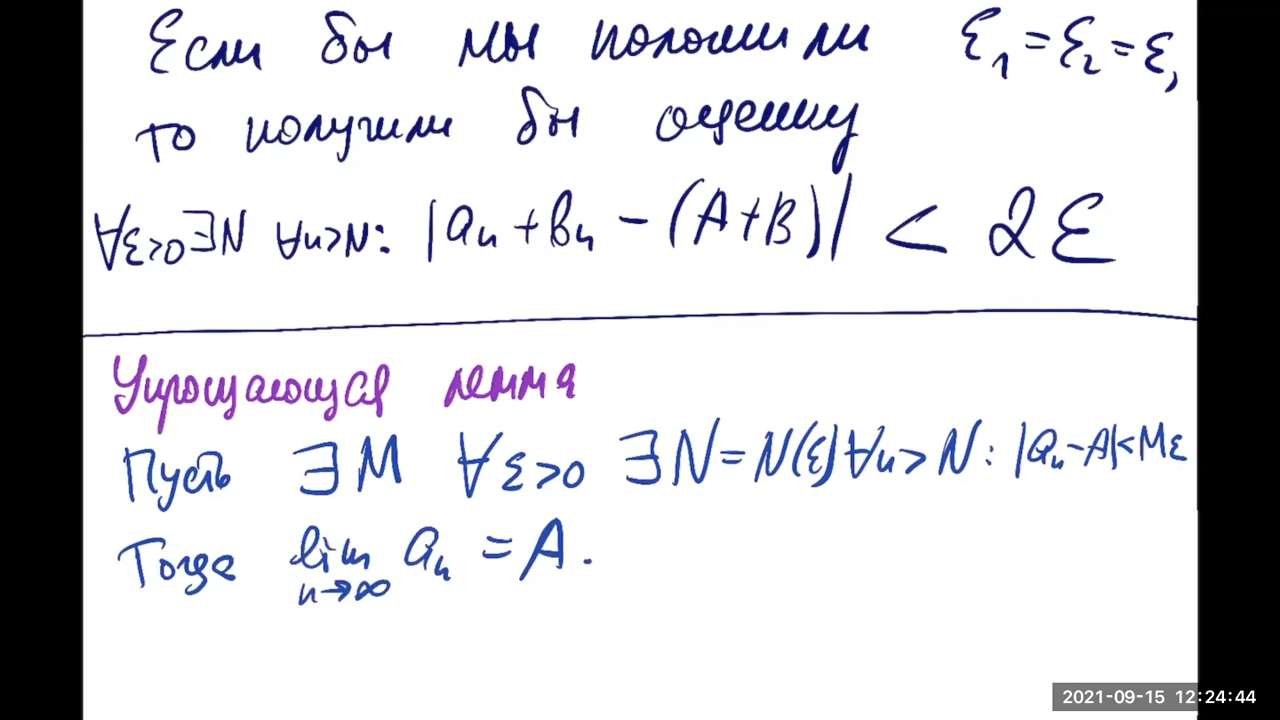 Если бы мы положили ε₁ = ε₂ = ε,
то получили бы оценку
∀ε>0 ∃N ∀n>N: |aₙ + bₙ − (A+B)| < 2ε
Упрощающая лемма
Пусть ∃M ∀ε>0 ∃N = N(ε) ∀n > N: |aₙ − A| < Mε
Тогда lim aₙ = A.
n→∞
2021-09-15 12:24:44